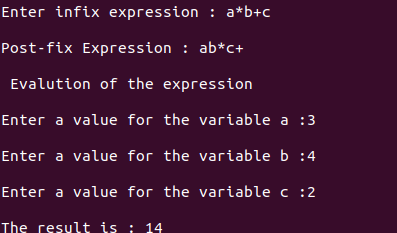 Enter infix expression : a*b+c
Post-fix Expression : ab*c+
Evalution of the expression
Enter a value for the variable a :3
Enter a value for the variable b :4
Enter a value for the variable c :2
The result is : 14